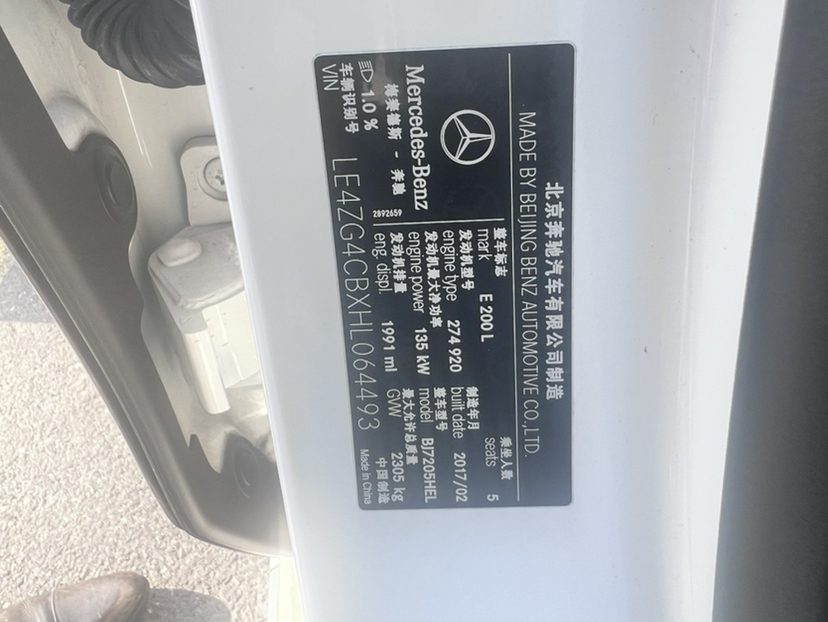 北京奔驰汽车有限公司制造
MADE BY BEIJING BENZ AUTOMOTIVE CO.,LTD.
整车标志 mark E 200 L 乘坐人数 seats 5
发动机型号 engine type 274 920 制造年月 built date 2017/02
发动机最大净功率 engine power 135 kW 整车型号 model BJ7205HEL
发动机排量 eng. displ. 1991 ml 最大允许总质量 GVW 2305 kg
Mercedes-Benz
梅赛德斯 - 奔驰
2892659
1.0 %
车辆识别号
VIN LE4ZG4CBXHL064493
中国制造
Made in China